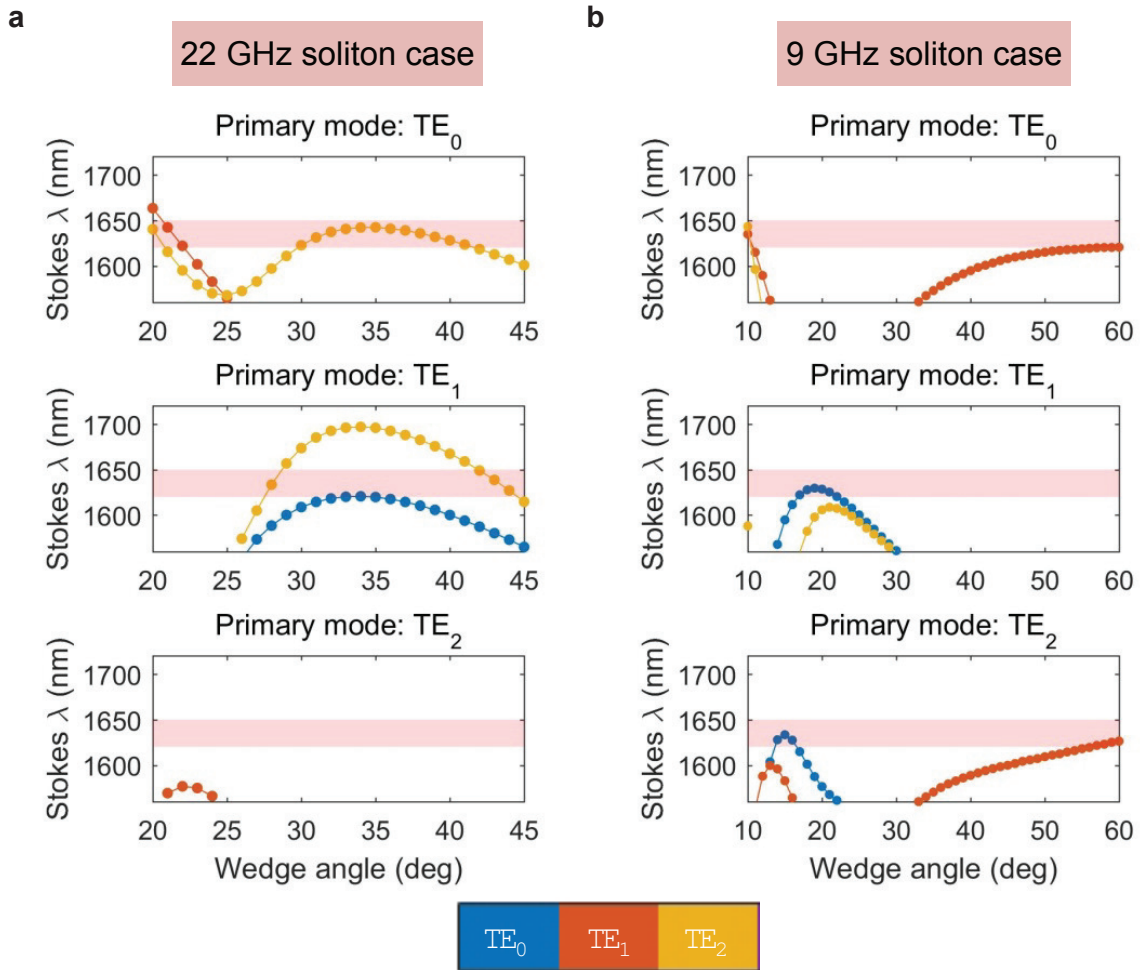 a
22 GHz soliton case
Primary mode: TE₀
Stokes λ (nm)
1700
1650
1600
20 25 30 35 40 45
Primary mode: TE₁
Stokes λ (nm)
1700
1650
1600
20 25 30 35 40 45
Primary mode: TE₂
Stokes λ (nm)
1700
1650
1600
20 25 30 35 40 45
Wedge angle (deg)
b
9 GHz soliton case
Primary mode: TE₀
Stokes λ (nm)
1700
1650
1600
10 20 30 40 50 60
Primary mode: TE₁
Stokes λ (nm)
1700
1650
1600
10 20 30 40 50 60
Primary mode: TE₂
Stokes λ (nm)
1700
1650
1600
10 20 30 40 50 60
Wedge angle (deg)
TE₀ TE₁ TE₂